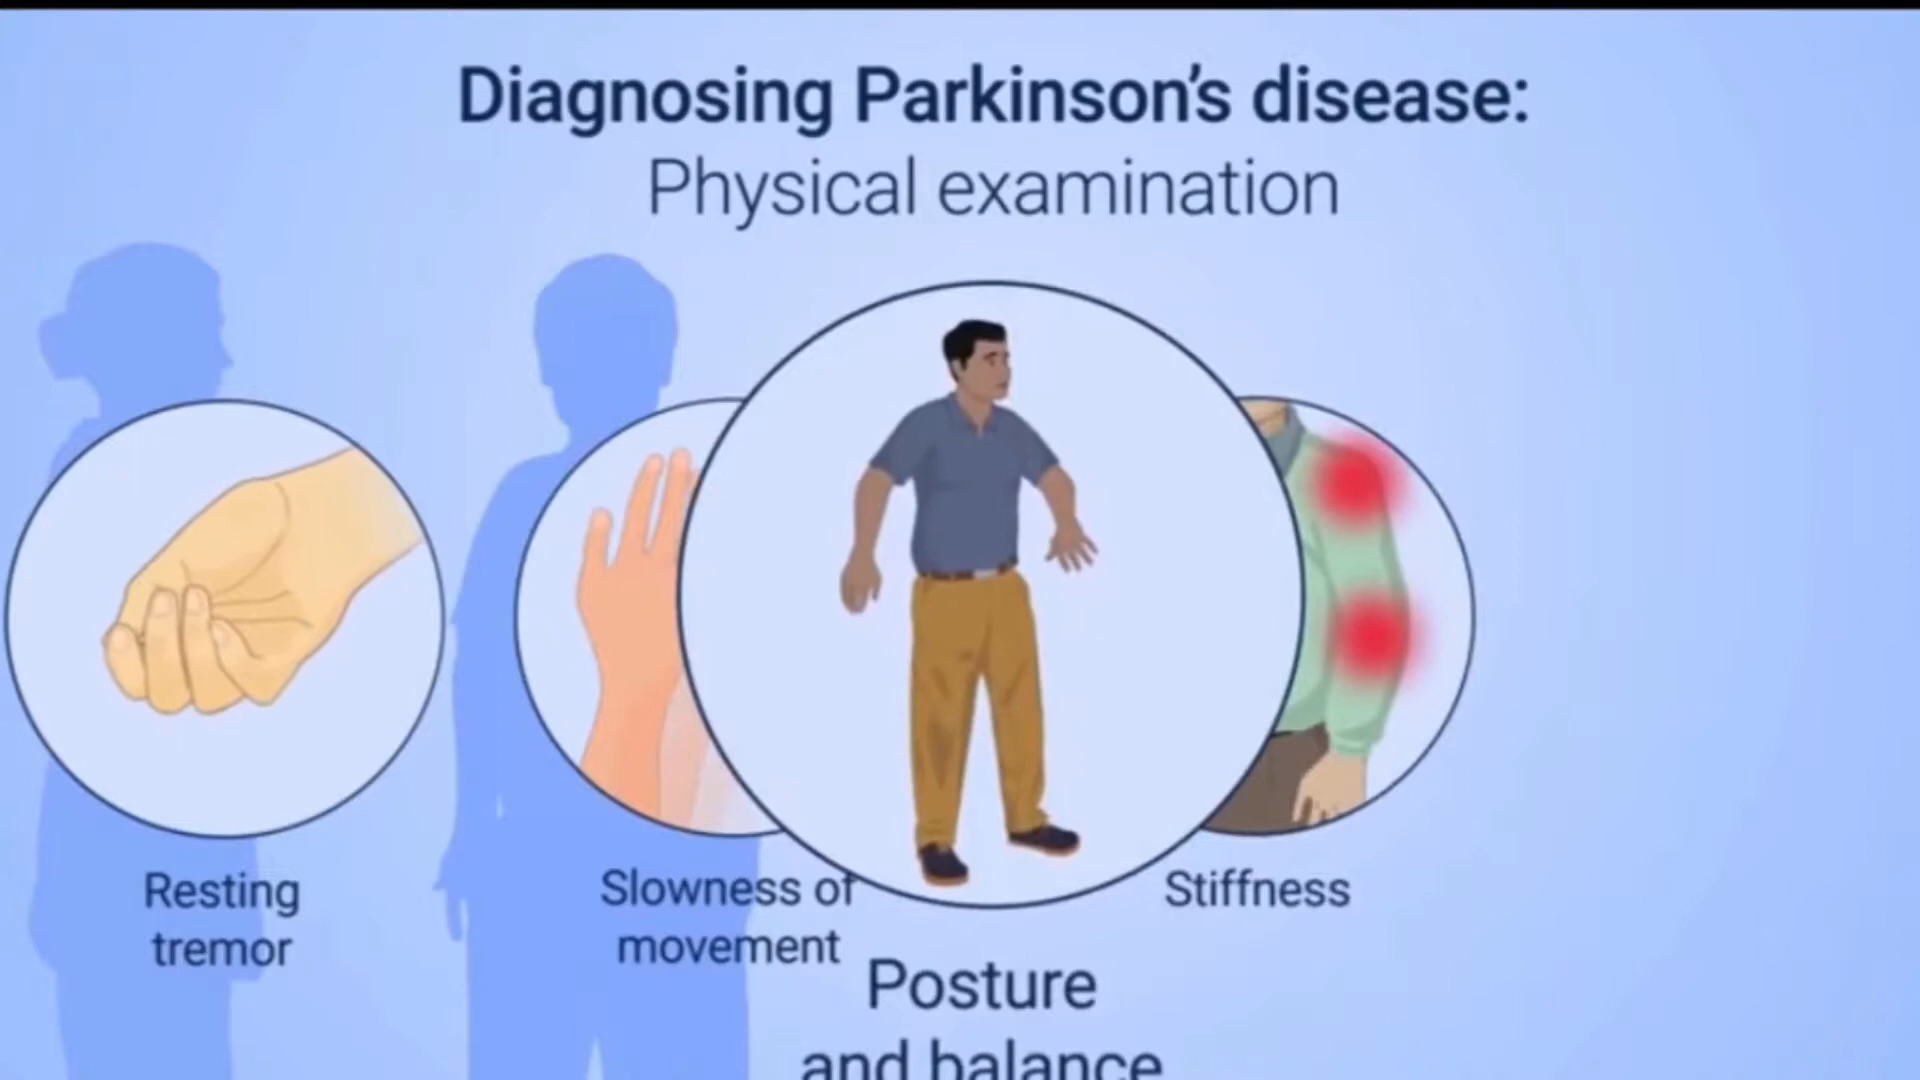 Diagnosing Parkinson's disease:
Physical examination
Resting
tremor
Slowness of
movement
Posture
and balance
Stiffness